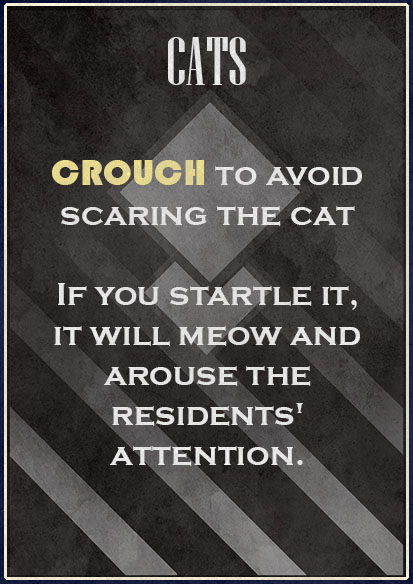 CATS
CROUCH TO AVOID
SCARING THE CAT
IF YOU STARTLE IT,
IT WILL MEOW AND
AROUSE THE
RESIDENTS'
ATTENTION.